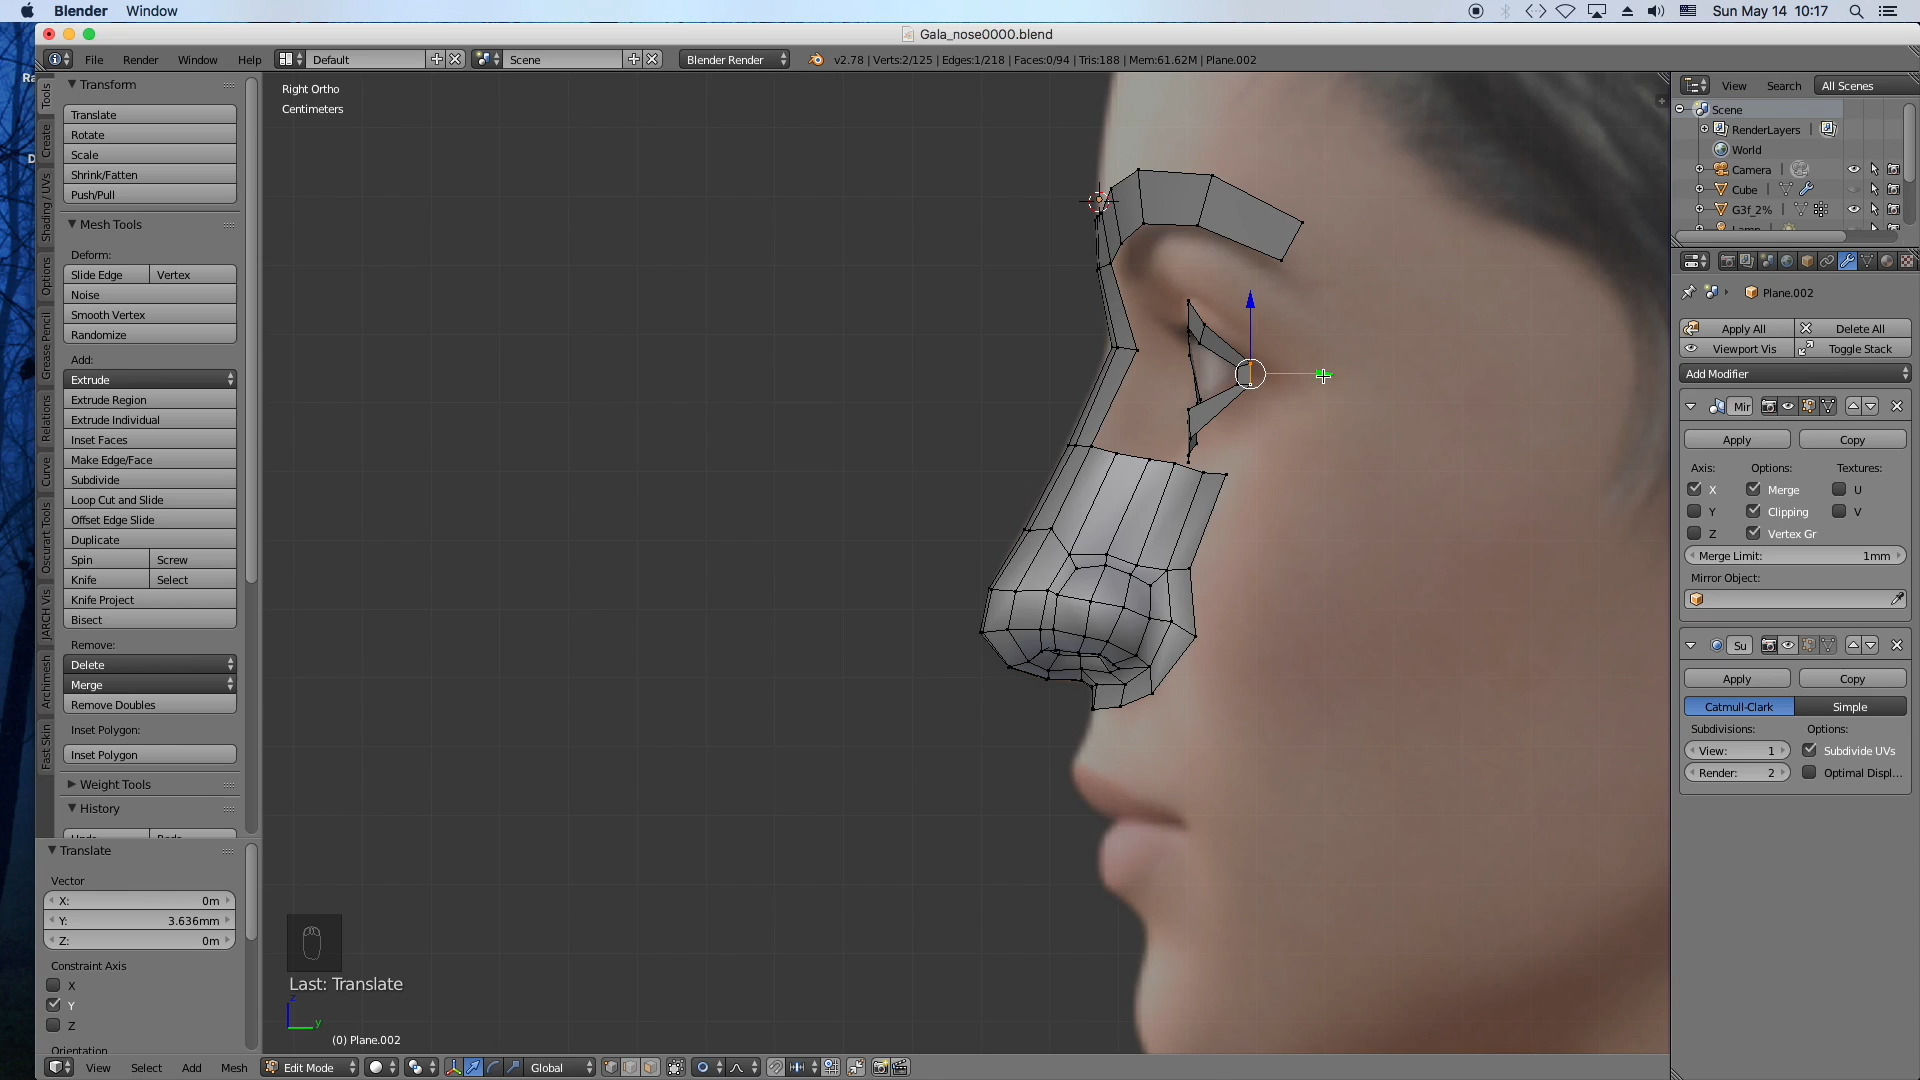 Blender Window
Sun May 14 10:17
Gala_nose0000.blend
File Render Window Help
Default
Scene
Blender Render
v2.78 | Verts:2/125 | Edges:1/218 | Faces:0/94 | Tris:188 | Mem:61.62M | Plane.002
Tools
Create
Shading / UVs
Options
Grease Pencil
Relations
Curve
Oscurart Tools
JARCH Vis
Archimesh
Fast Skin
Transform
Translate
Rotate
Scale
Shrink/Fatten
Push/Pull
Mesh Tools
Deform:
Slide Edge Vertex
Noise
Smooth Vertex
Randomize
Add:
Extrude
Extrude Region
Extrude Individual
Inset Faces
Make Edge/Face
Subdivide
Loop Cut and Slide
Offset Edge Slide
Duplicate
Spin Screw
Knife Select
Knife Project
Bisect
Remove:
Delete
Merge
Remove Doubles
Inset Polygon:
Inset Polygon
Weight Tools
History
Translate
Vector
X: 0m
Y: 3.636mm
Z: 0m
Constraint Axis
X
Y
Z
Orientation
Right Ortho
Centimeters
Last: Translate
z
y
(0) Plane.002
View Select Add Mesh
Edit Mode
Global
View Search All Scenes
Scene
RenderLayers |
World
Camera
Cube
G3f_2%
Plane.002
Apply All Delete All
Viewport Vis Toggle Stack
Add Modifier
Mir
Apply Copy
Axis: Options: Textures:
X Merge U
Y Clipping V
Z Vertex Gr
Merge Limit: 1mm
Mirror Object:
Su
Apply Copy
Catmull-Clark Simple
Subdivisions: Options:
View: 1 Subdivide UVs
Render: 2 Optimal Displ...